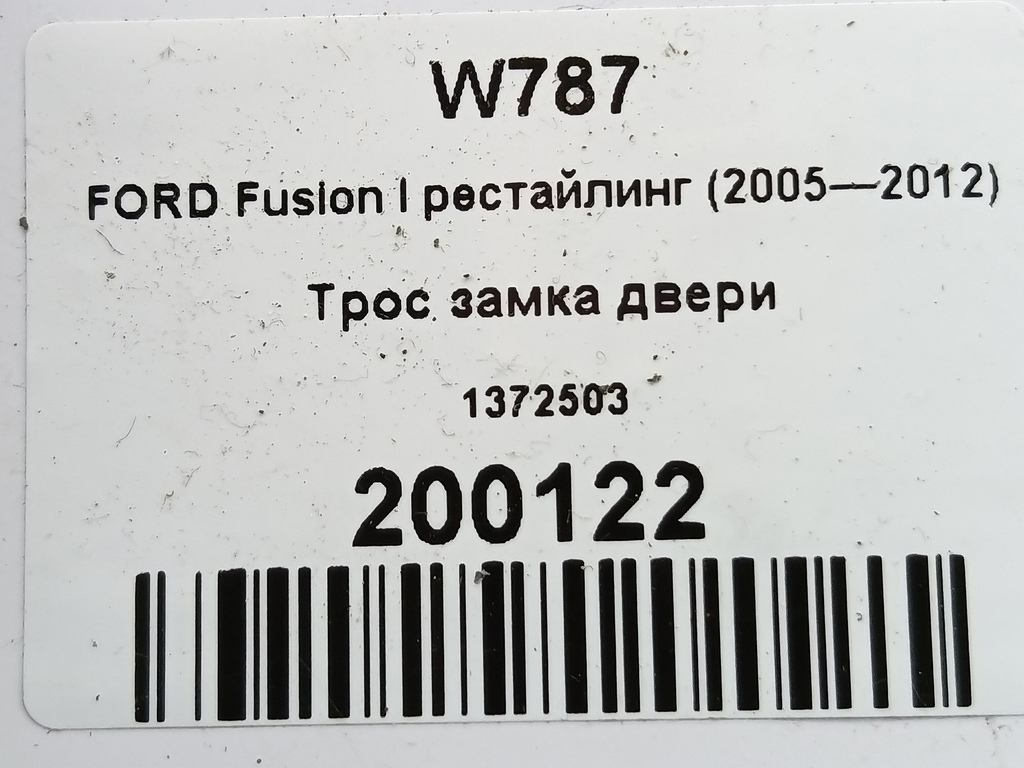 W787
FORD Fusion I рестайлинг (2005—2012)
Трос замка двери
1372503
200122